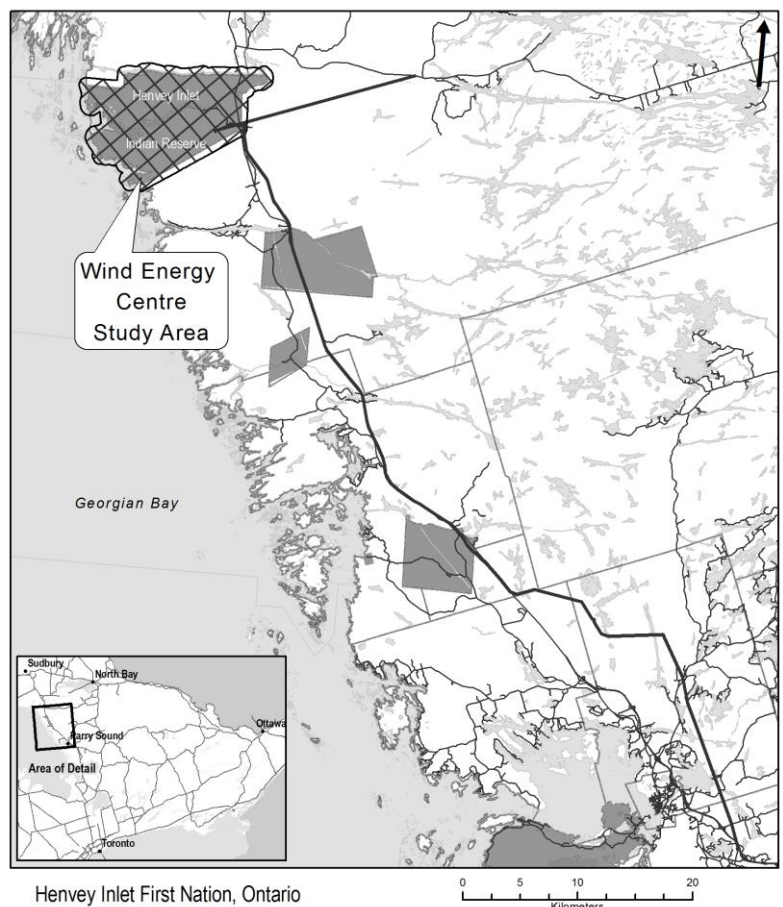 Henvey Inlet
Indian Reserve
Wind Energy
Centre
Study Area
Georgian Bay
Sudbury
North Bay
Ottawa
Parry Sound
Area of Detail
Toronto
Henvey Inlet First Nation, Ontario
0 5 10 20
Kilometers